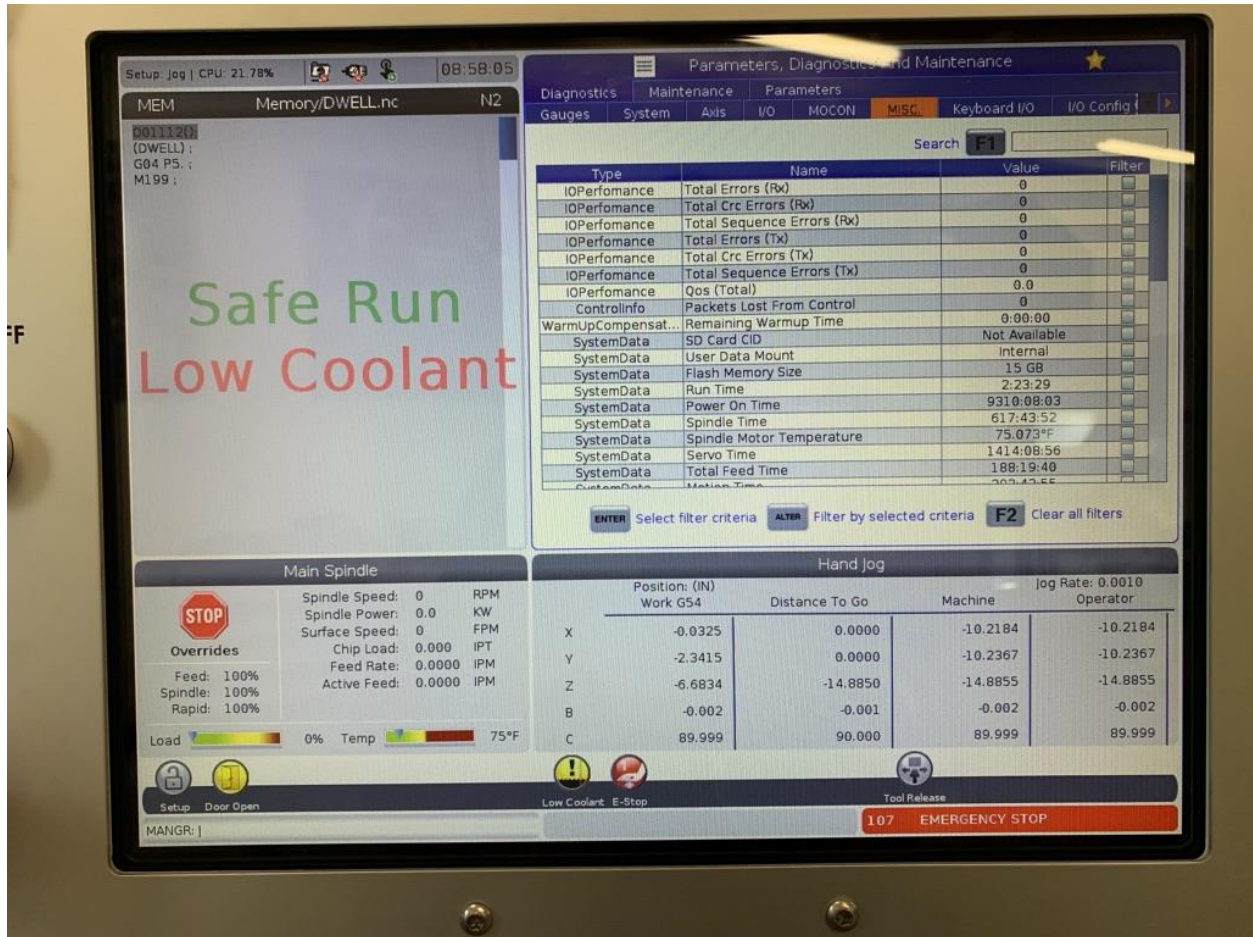 Setup: Jog | CPU: 21.78%
08:58:05
MEM Memory/DWELL.nc N2
O01112();
(DWELL) ;
G04 P5. ;
M199 ;
Safe Run
Low Coolant
Parameters, Diagnostics And Maintenance
Diagnostics Maintenance Parameters
Gauges System Axis I/O MOCON MISC. Keyboard I/O I/O Config
Search F1
Type Name Value Filter
IOPerfomance Total Errors (Rx) 0
IOPerfomance Total Crc Errors (Rx) 0
IOPerfomance Total Sequence Errors (Rx) 0
IOPerfomance Total Errors (Tx) 0
IOPerfomance Total Crc Errors (Tx) 0
IOPerfomance Total Sequence Errors (Tx) 0
IOPerfomance Qos (Total) 0.0
ControlInfo Packets Lost From Control 0
WarmUpCompensat... Remaining Warmup Time 0:00:00
SystemData SD Card CID Not Available
SystemData User Data Mount Internal
SystemData Flash Memory Size 15 GB
SystemData Run Time 2:23:29
SystemData Power On Time 9310:08:03
SystemData Spindle Time 617:43:52
SystemData Spindle Motor Temperature 75.073°F
SystemData Servo Time 1414:08:56
SystemData Total Feed Time 188:19:40
SystemData Motion Time
ENTER Select filter criteria ALTER Filter by selected criteria F2 Clear all filters
Main Spindle
STOP
Overrides
Feed: 100%
Spindle: 100%
Rapid: 100%
Spindle Speed: 0 RPM
Spindle Power: 0.0 KW
Surface Speed: 0 FPM
Chip Load: 0.000 IPT
Feed Rate: 0.0000 IPM
Active Feed: 0.0000 IPM
Load 0% Temp 75°F
Hand Jog
Position: (IN) Jog Rate: 0.0010
Work G54 Distance To Go Machine Operator
X -0.0325 0.0000 -10.2184 -10.2184
Y -2.3415 0.0000 -10.2367 -10.2367
Z -6.6834 -14.8850 -14.8855 -14.8855
B -0.002 -0.001 -0.002 -0.002
C 89.999 90.000 89.999 89.999
Setup Door Open Low Coolant E-Stop Tool Release
MANGR: |
107 EMERGENCY STOP